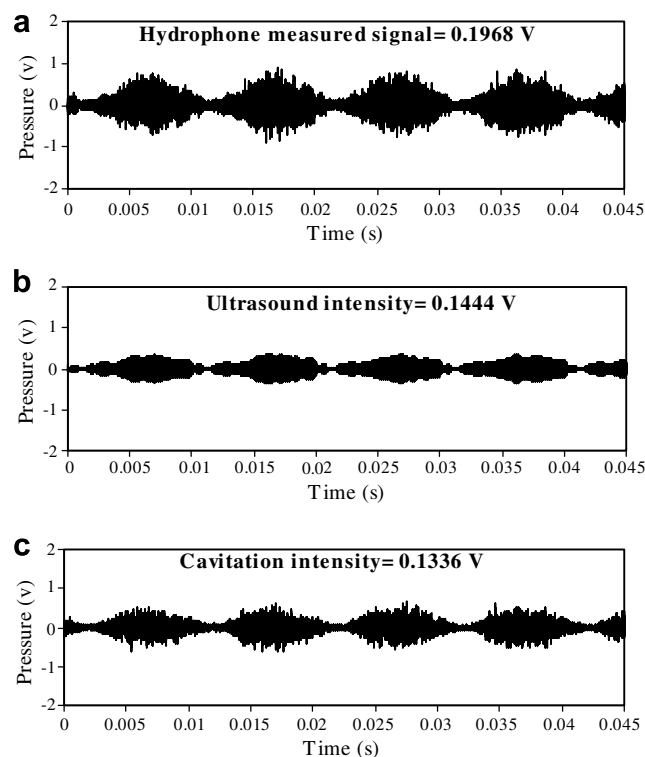 a
Hydrophone measured signal= 0.1968 V
Pressure (v)
2
1
0
-1
-2
0 0.005 0.01 0.015 0.02 0.025 0.03 0.035 0.04 0.045
Time (s)
b
Ultrasound intensity= 0.1444 V
Pressure (v)
2
1
0
-1
-2
0 0.005 0.01 0.015 0.02 0.025 0.03 0.035 0.04 0.045
Time (s)
c
Cavitation intensity= 0.1336 V
Pressure (v)
2
1
0
-1
-2
0 0.005 0.01 0.015 0.02 0.025 0.03 0.035 0.04 0.045
Time (s)